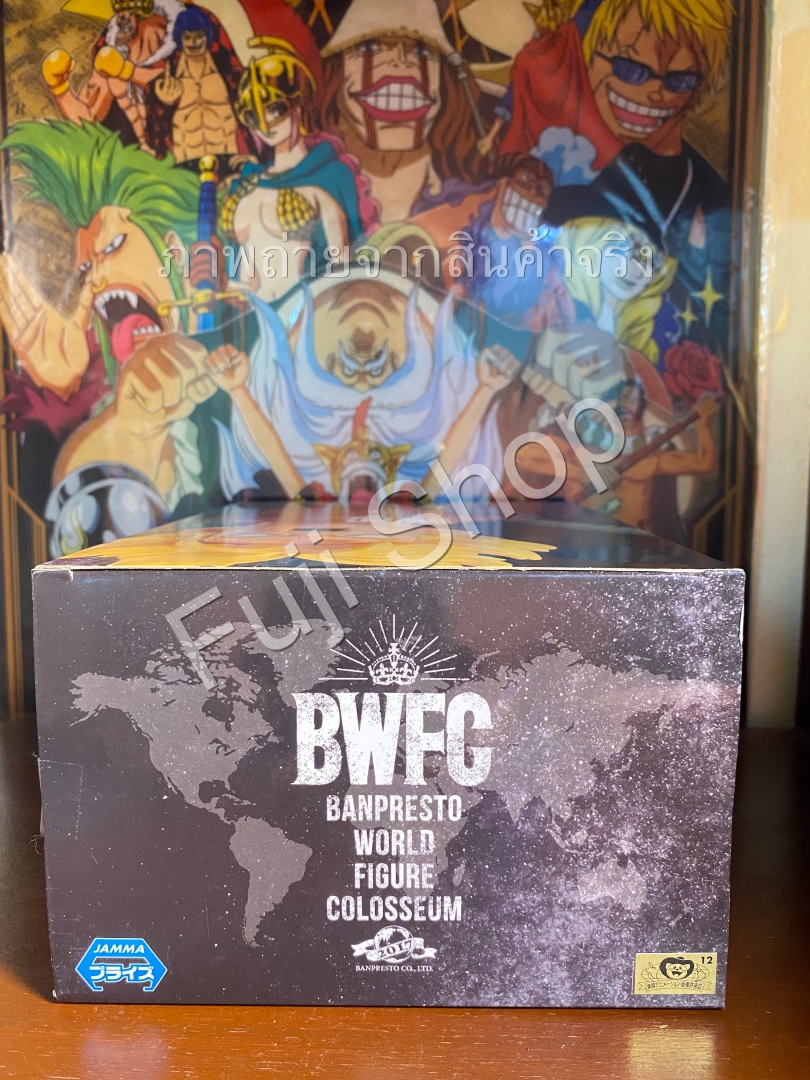 ภาพถ่ายจากสินค้าจริง
Fuji Shop
BWFC
BANPRESTO
WORLD
FIGURE
COLOSSEUM
2017
BANPRESTO CO., LTD.
JAMMA
プライズ
12